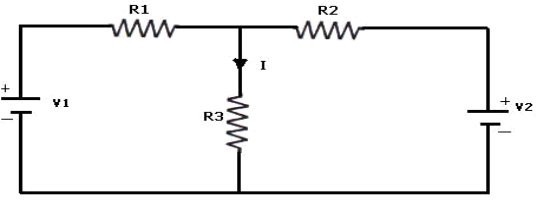 R1
R2
I
+
V1
−
R3
+
V2
−